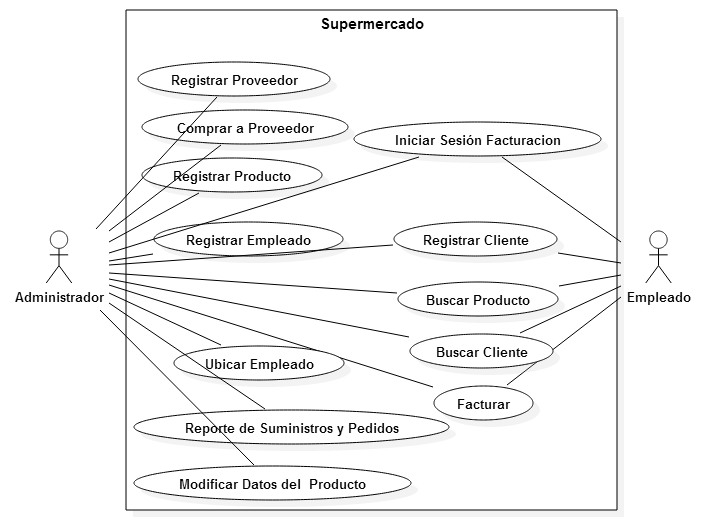 Supermercado
Registrar Proveedor
Comprar a Proveedor
Iniciar Sesión Facturacion
Registrar Producto
Registrar Empleado
Registrar Cliente
Administrador
Empleado
Buscar Producto
Buscar Cliente
Ubicar Empleado
Facturar
Reporte de Suministros y Pedidos
Modificar Datos del  Producto